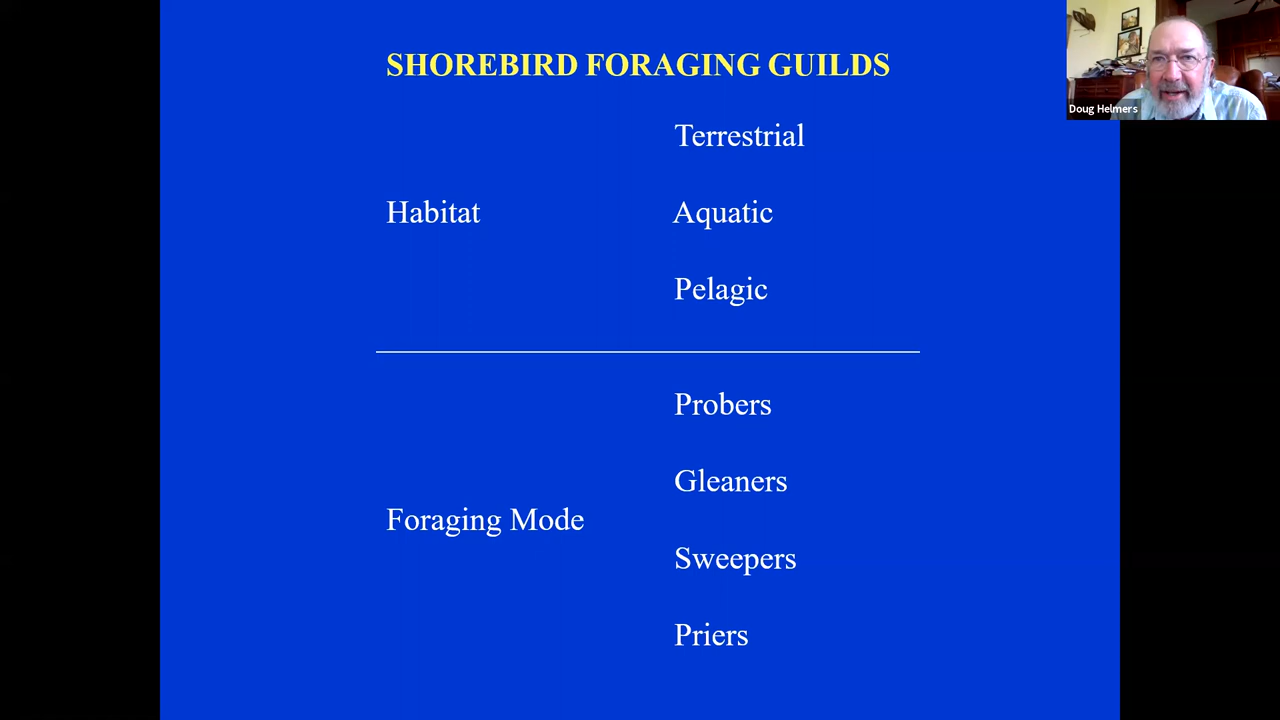 SHOREBIRD FORAGING GUILDS
Doug Helmers
Terrestrial
Habitat
Aquatic
Pelagic
Probers
Gleaners
Foraging Mode
Sweepers
Priers